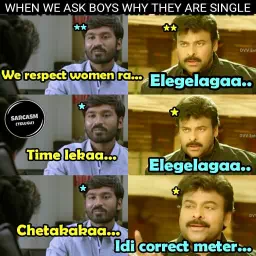 WHEN WE ASK BOYS WHY THEY ARE SINGLE
**
**
We respect women ra...
Elegelagaa..
SARCASM
(TELUGU)
*
*
Time lekaa...
Elegelagaa..
*
*
Chetakakaa...
Idi correct meter...